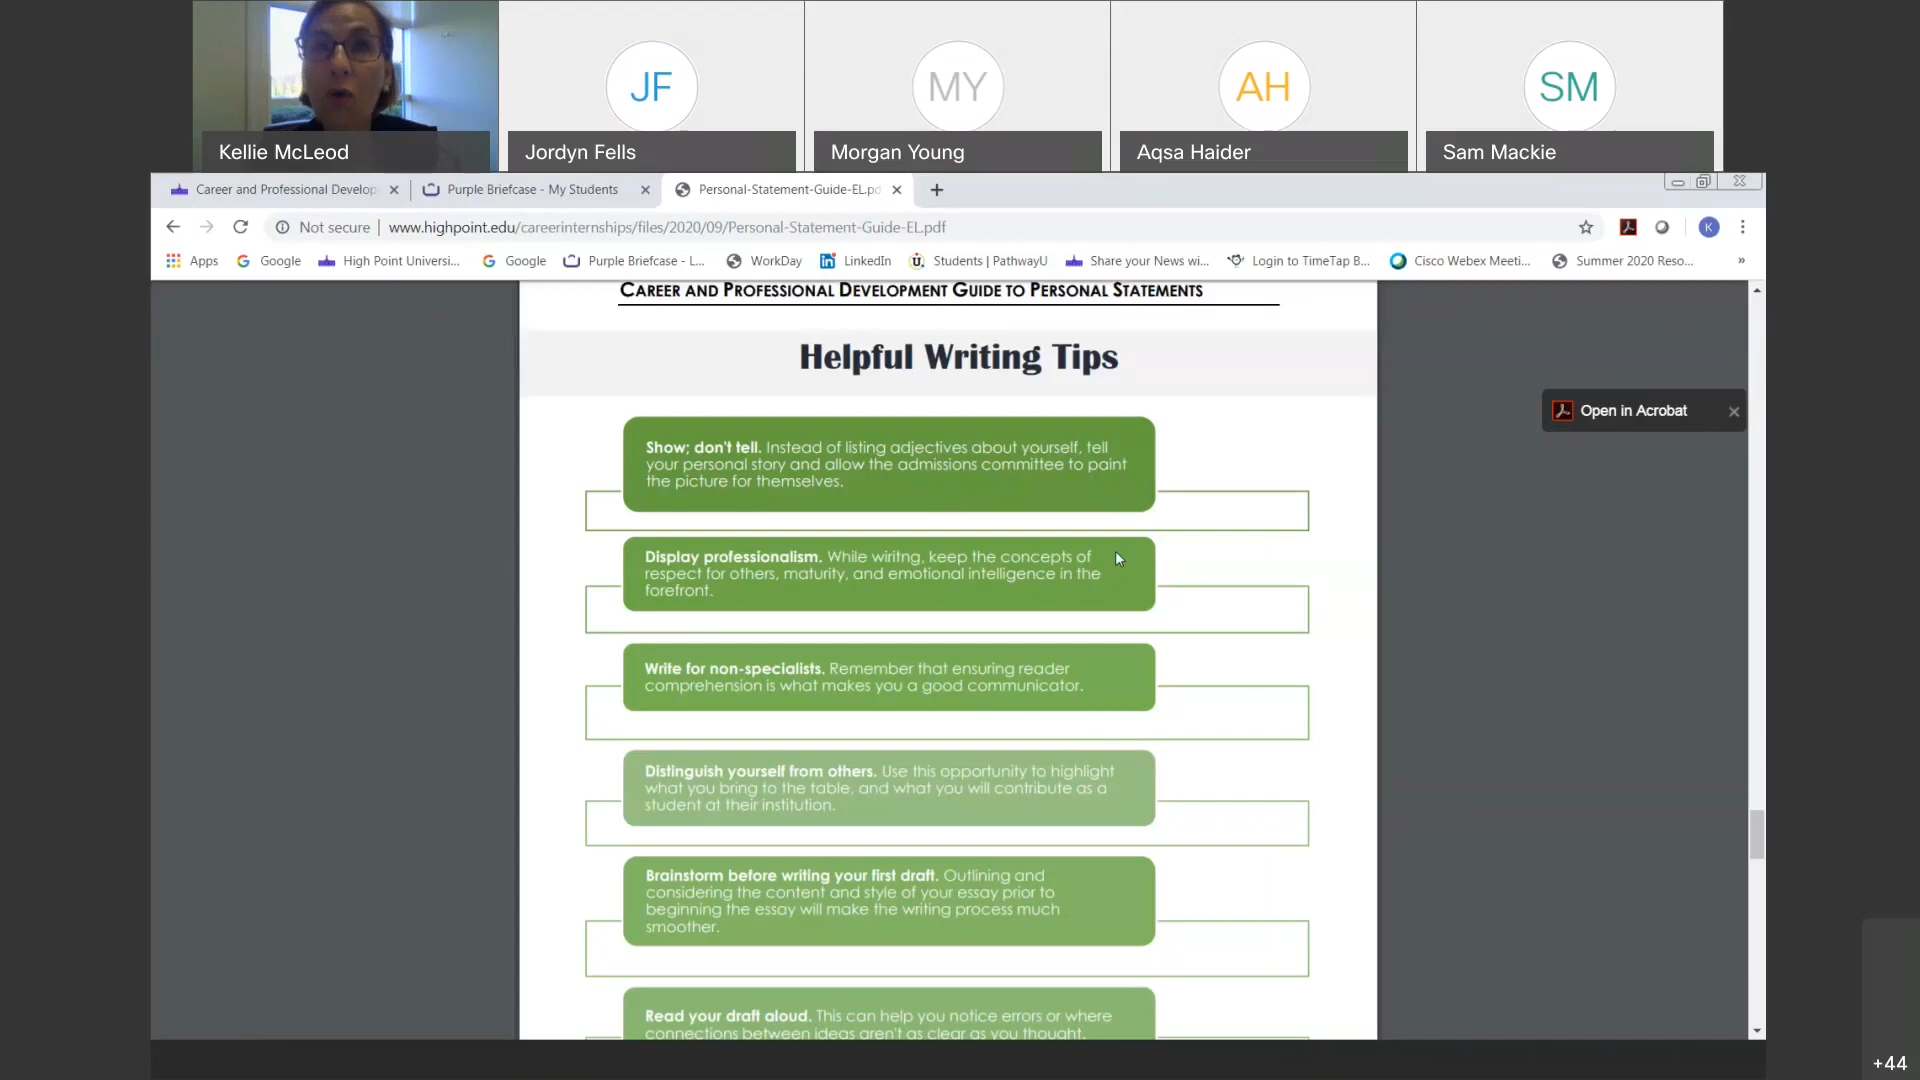 JF
MY
AH
SM
Kellie McLeod
Jordyn Fells
Morgan Young
Aqsa Haider
Sam Mackie
Career and Professional Develop
Purple Briefcase - My Students
Personal-Statement-Guide-EL.pd
Not secure
www.highpoint.edu/careerinternships/files/2020/09/Personal-Statement-Guide-EL.pdf
K
Apps
Google
High Point Universi...
Google
Purple Briefcase - L...
WorkDay
LinkedIn
Students | PathwayU
Share your News wi...
Login to TimeTap B...
Cisco Webex Meeti...
Summer 2020 Reso...
»
CAREER AND PROFESSIONAL DEVELOPMENT GUIDE TO PERSONAL STATEMENTS
Helpful Writing Tips
Open in Acrobat
Show; don't tell. Instead of listing adjectives about yourself, tell
your personal story and allow the admissions committee to paint
the picture for themselves.
Display professionalism. While wiritng, keep the concepts of
respect for others, maturity, and emotional intelligence in the
forefront.
Write for non-specialists. Remember that ensuring reader
comprehension is what makes you a good communicator.
Distinguish yourself from others. Use this opportunity to highlight
what you bring to the table, and what you will contribute as a
student at their institution.
Brainstorm before writing your first draft. Outlining and
considering the content and style of your essay prior to
beginning the essay will make the writing process much
smoother.
Read your draft aloud. This can help you notice errors or where
connections between ideas aren't as clear as you thought.
+44